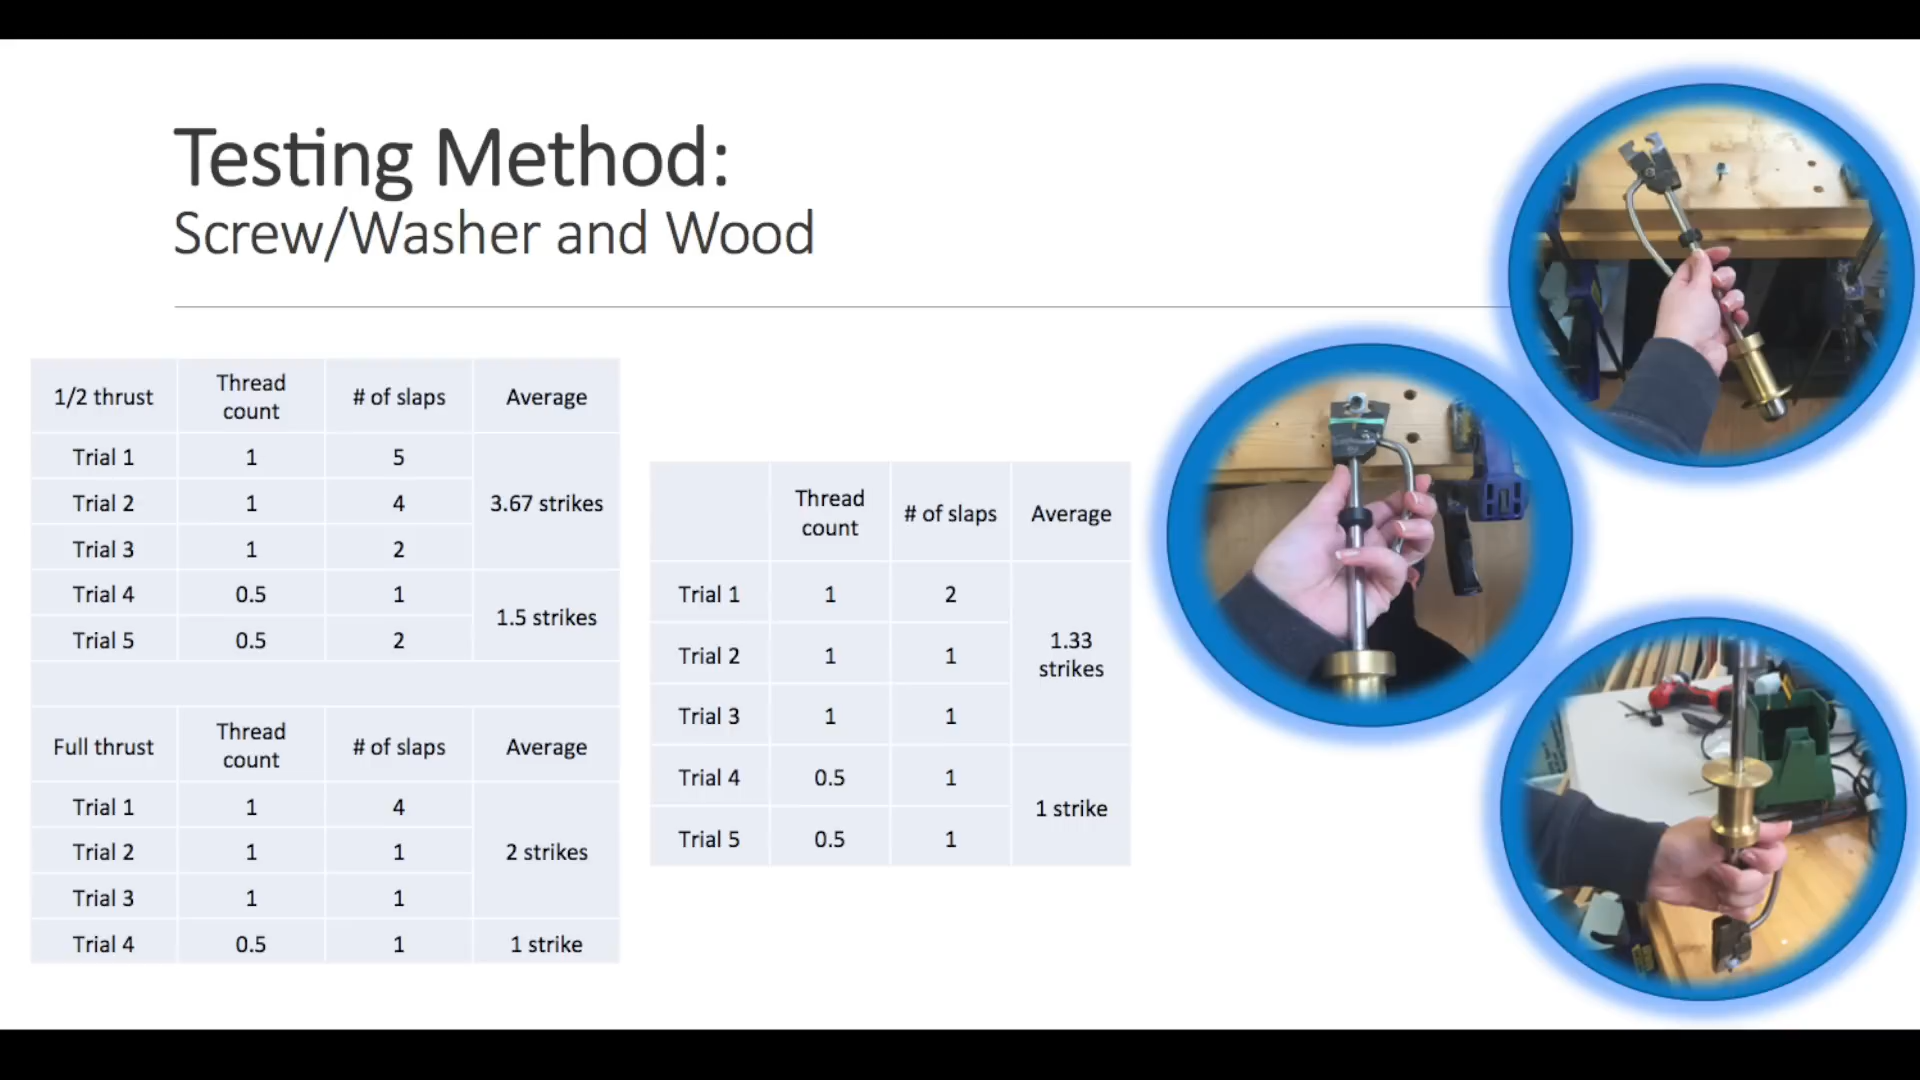 Testing Method:
Screw/Washer and Wood
1/2 thrust Thread count # of slaps Average
Trial 1 1 5 3.67 strikes
Trial 2 1 4
Trial 3 1 2
Trial 4 0.5 1 1.5 strikes
Trial 5 0.5 2
Full thrust Thread count # of slaps Average
Trial 1 1 4 2 strikes
Trial 2 1 1
Trial 3 1 1
Trial 4 0.5 1 1 strike
Thread count # of slaps Average
Trial 1 1 2 1.33 strikes
Trial 2 1 1
Trial 3 1 1
Trial 4 0.5 1 1 strike
Trial 5 0.5 1